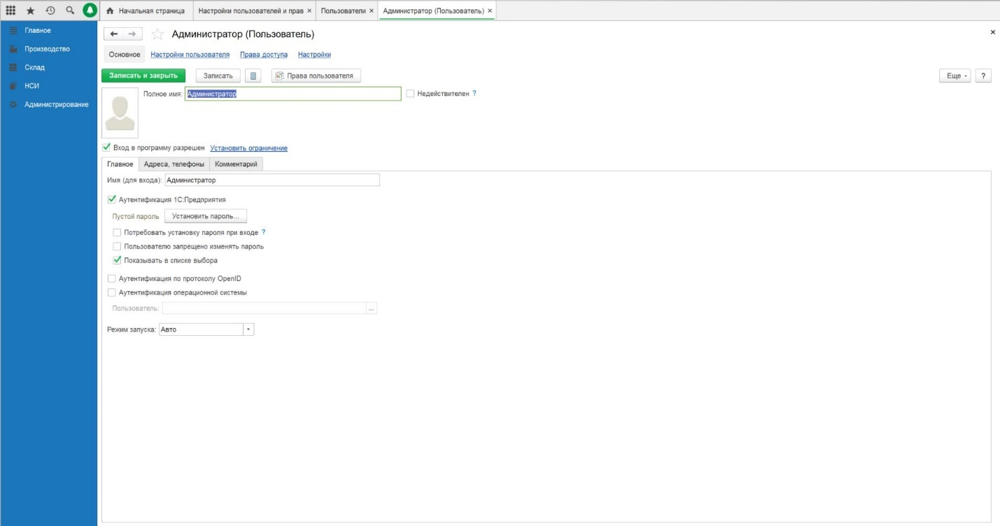 Начальная страница Настройки пользователей и прав × Пользователи × Администратор (Пользователь) ×
Главное
Производство
Склад
НСИ
Администрирование
Администратор (Пользователь) ×
Основное Настройки пользователя Права доступа Настройки
Записать и закрыть Записать Права пользователя Еще ?
Полное имя: Администратор Недействителен ?
Вход в программу разрешен Установить ограничение
Главное Адреса, телефоны Комментарий
Имя (для входа): Администратор
Аутентификация 1С:Предприятия
Пустой пароль Установить пароль...
Потребовать установку пароля при входе ?
Пользователю запрещено изменять пароль
Показывать в списке выбора
Аутентификация по протоколу OpenID
Аутентификация операционной системы
Пользователь: ...
Режим запуска: Авто